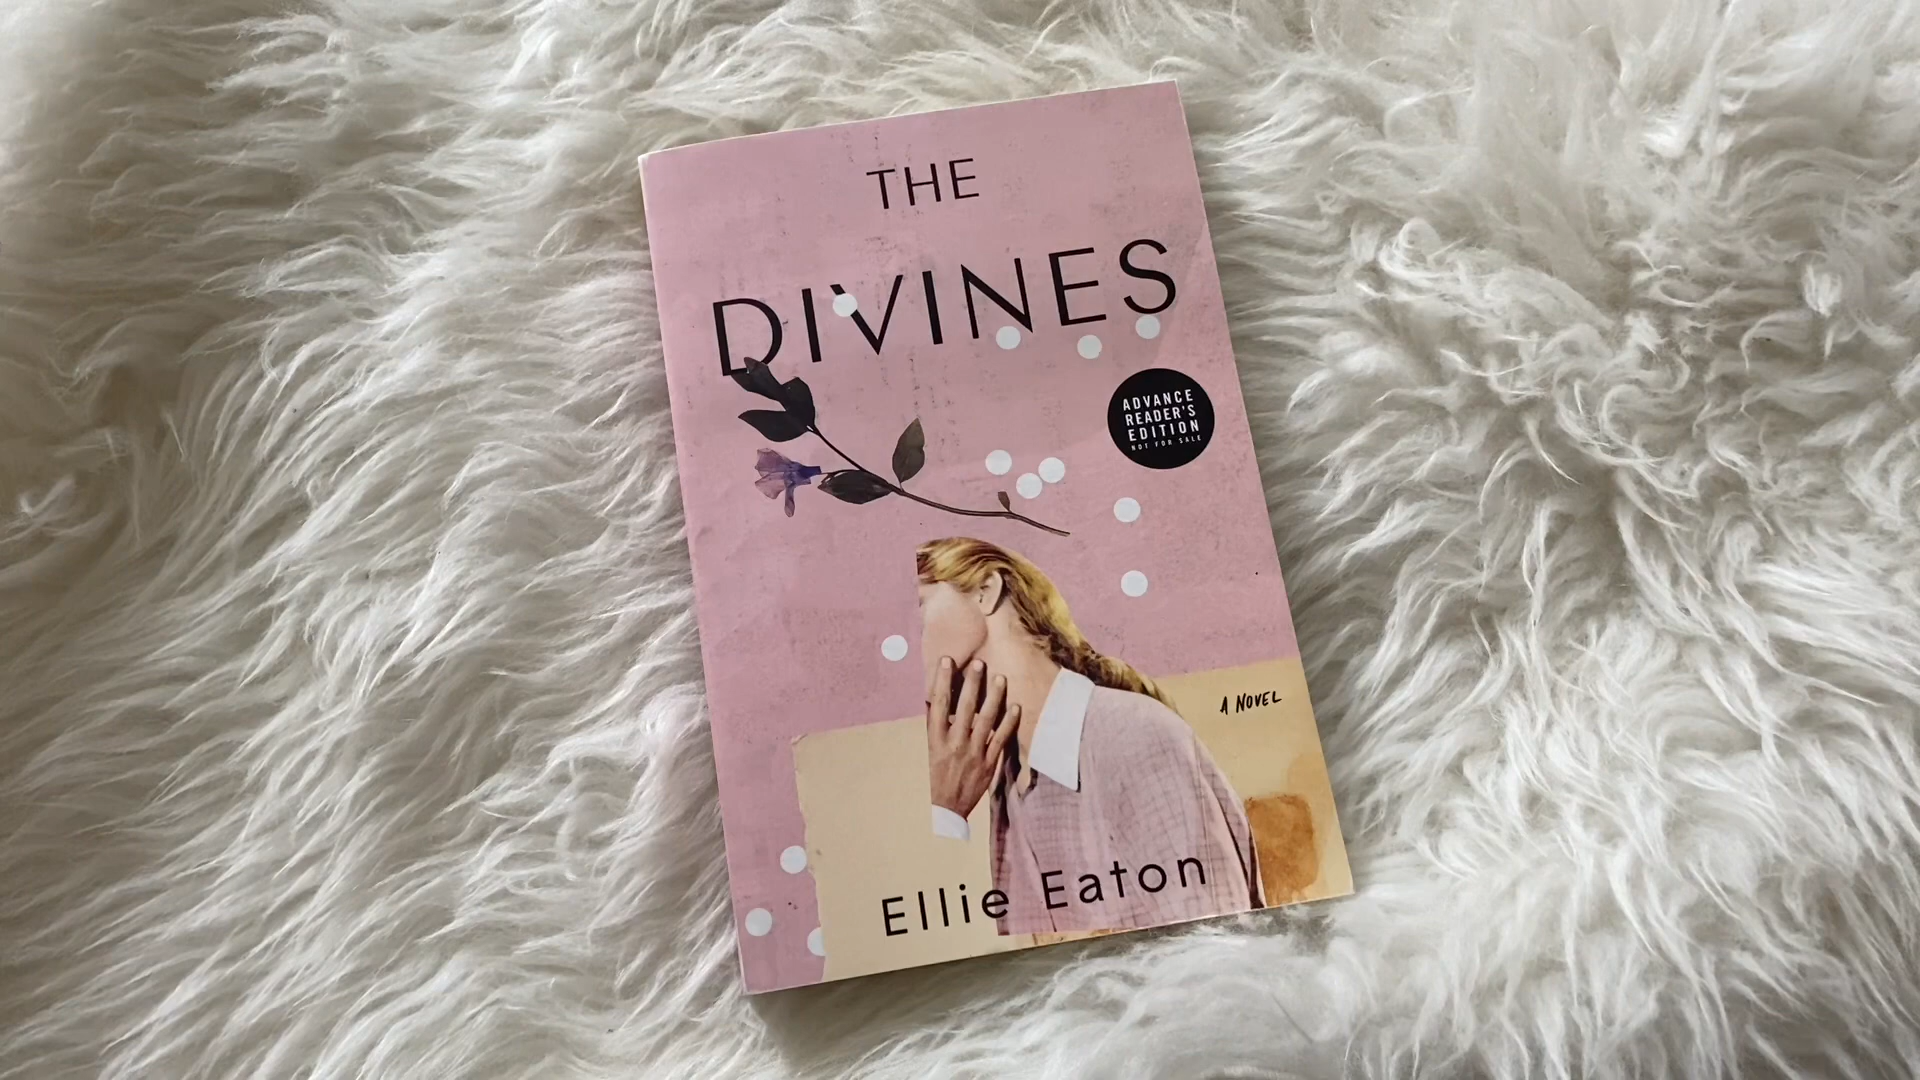 THE
DIVINES
ADVANCE
READER'S
EDITION
NOT FOR SALE
A NOVEL
Ellie Eaton